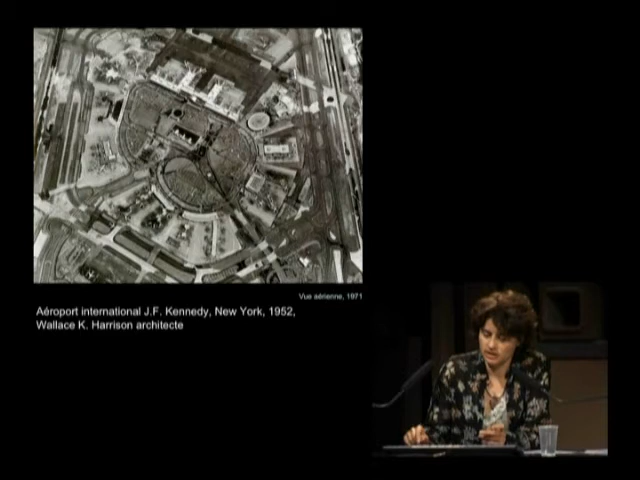 Vue aérienne, 1971
Aéroport international J.F. Kennedy, New York, 1952,
Wallace K. Harrison architecte